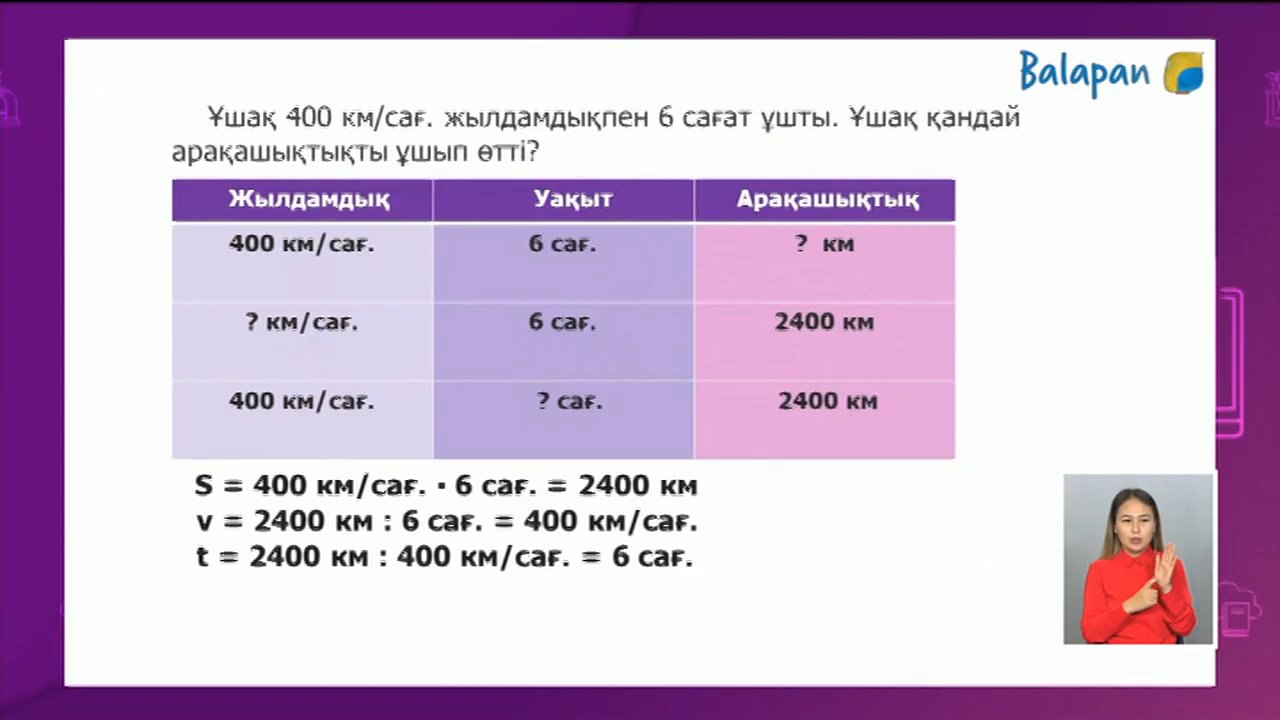 Balapan
Ұшақ 400 км/сағ. жылдамдықпен 6 сағат ұшты. Ұшақ қандай
арақашықтықты ұшып өтті?
Жылдамдық Уақыт Арақашықтық
400 км/сағ. 6 сағ. ? км
? км/сағ. 6 сағ. 2400 км
400 км/сағ. ? сағ. 2400 км
S = 400 км/сағ. · 6 сағ. = 2400 км
v = 2400 км : 6 сағ. = 400 км/сағ.
t = 2400 км : 400 км/сағ. = 6 сағ.